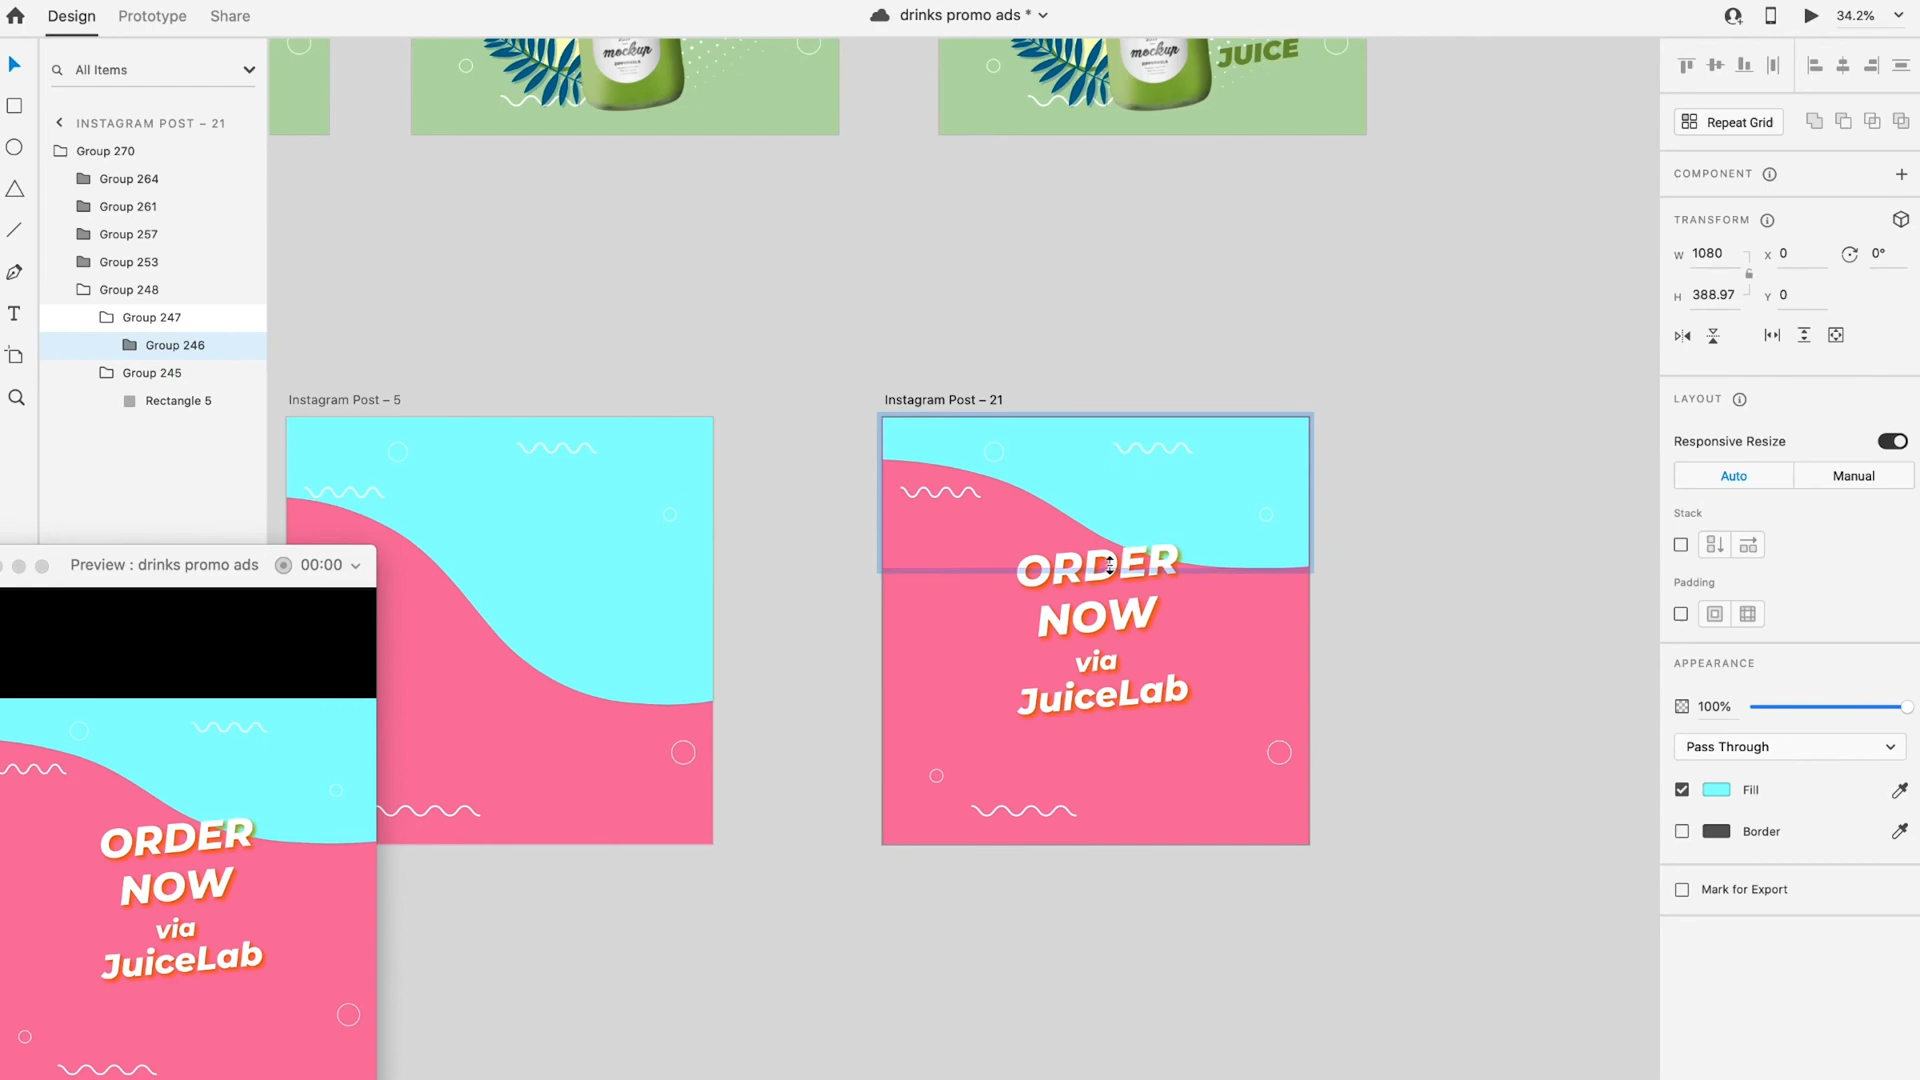 Design
Prototype
Share
drinks promo ads *
34.2%
All Items
INSTAGRAM POST – 21
Group 270
Group 264
Group 261
Group 257
Group 253
Group 248
Group 247
Group 246
Group 245
Rectangle 5
mockup
mockup
JUICE
Instagram Post – 5
Instagram Post – 21
ORDER
NOW
via
JuiceLab
Preview : drinks promo ads
00:00
ORDER
NOW
via
JuiceLab
Repeat Grid
COMPONENT
TRANSFORM
W 1080
X 0
0°
H 388.97
Y 0
LAYOUT
Responsive Resize
Auto
Manual
Stack
Padding
APPEARANCE
100%
Pass Through
Fill
Border
Mark for Export